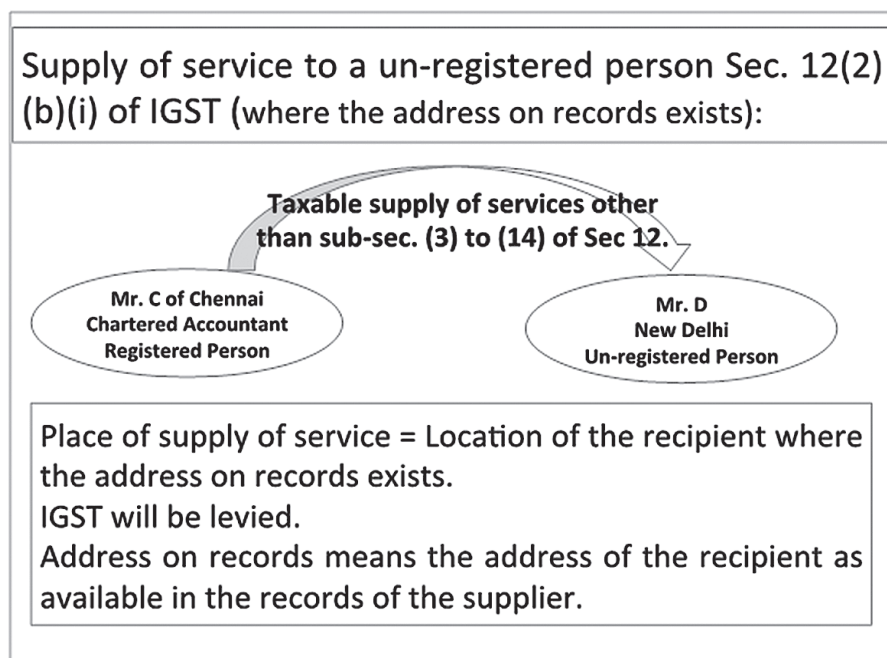 Supply of service to a un-registered person Sec. 12(2)
(b)(i) of IGST (where the address on records exists):
Taxable supply of services other
than sub-sec. (3) to (14) of Sec 12.
Mr. C of Chennai
Chartered Accountant
Registered Person
Mr. D
New Delhi
Un-registered Person
Place of supply of service = Location of the recipient where
the address on records exists.
IGST will be levied.
Address on records means the address of the recipient as
available in the records of the supplier.